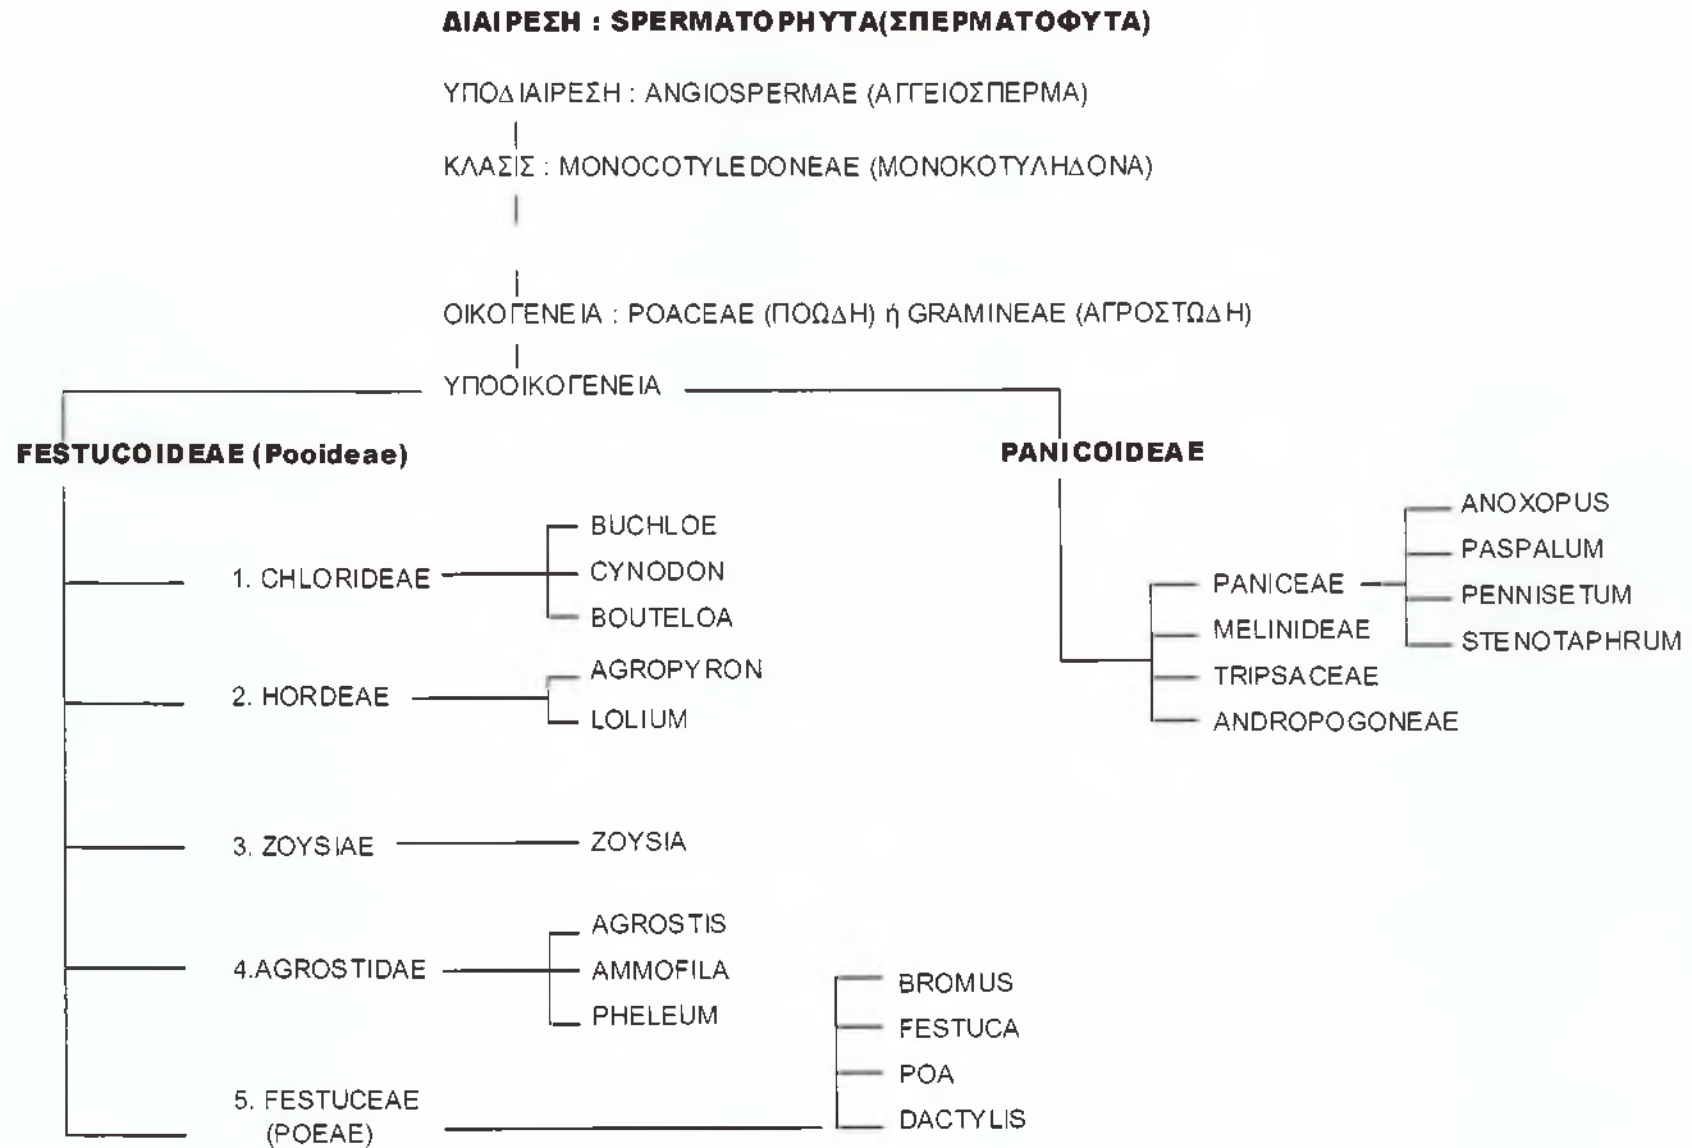 ΔΙΑΙΡΕΣΗ : SPERMATOPHYTA(ΣΠΕΡΜΑΤΟΦΥΤΑ)
ΥΠΟΔΙΑΙΡΕΣΗ : ANGIOSPERMAE (ΑΓΓΕΙΟΣΠΕΡΜΑ)
ΚΛΑΣΙΣ : MONOCOTYLEDONEAE (ΜΟΝΟΚΟΤΥΛΗΔΟΝΑ)
ΟΙΚΟΓΕΝΕΙΑ : POACEAE (ΠΟΩΔΗ) ή GRAMINEAE (ΑΓΡΟΣΤΩΔΗ)
ΥΠΟΟΙΚΟΓΕΝΕΙΑ
FESTUCOIDEAE (Pooideae)
1. CHLORIDEAE
BUCHLOE
CYNODON
BOUTELOA
2. HORDEAE
AGROPYRON
LOLIUM
3. ZOYSIAE
ZOYSIA
4.AGROSTIDAE
AGROSTIS
AMMOFILA
PHELEUM
5. FESTUCEAE
(POEAE)
BROMUS
FESTUCA
POA
DACTYLIS
PANICOIDEAE
PANICEAE
MELINIDEAE
TRIPSACEAE
ANDROPOGONEAE
ANOXOPUS
PASPALUM
PENNISETUM
STENOTAPHRUM